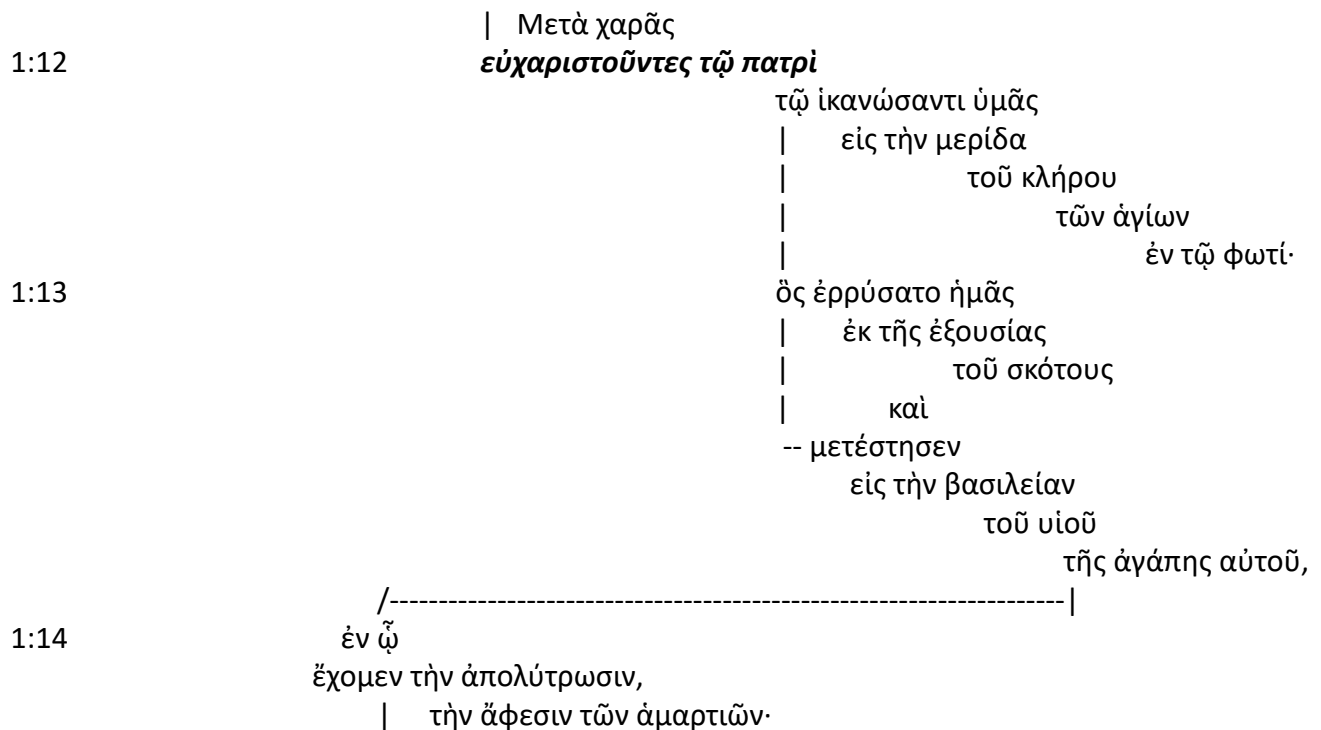 | Μετὰ χαρᾶς
1:12 εὐχαριστοῦντες τῷ πατρὶ
τῷ ἱκανώσαντι ὑμᾶς
| εἰς τὴν μερίδα
| τοῦ κλήρου
| τῶν ἁγίων
| ἐν τῷ φωτί·
1:13 ὃς ἐρρύσατο ἡμᾶς
| ἐκ τῆς ἐξουσίας
| τοῦ σκότους
| καὶ
-- μετέστησεν
εἰς τὴν βασιλείαν
τοῦ υἱοῦ
τῆς ἀγάπης αὐτοῦ,
/---------------------------------------------------------------------|
1:14 ἐν ᾧ
ἔχομεν τὴν ἀπολύτρωσιν,
| τὴν ἄφεσιν τῶν ἁμαρτιῶν·